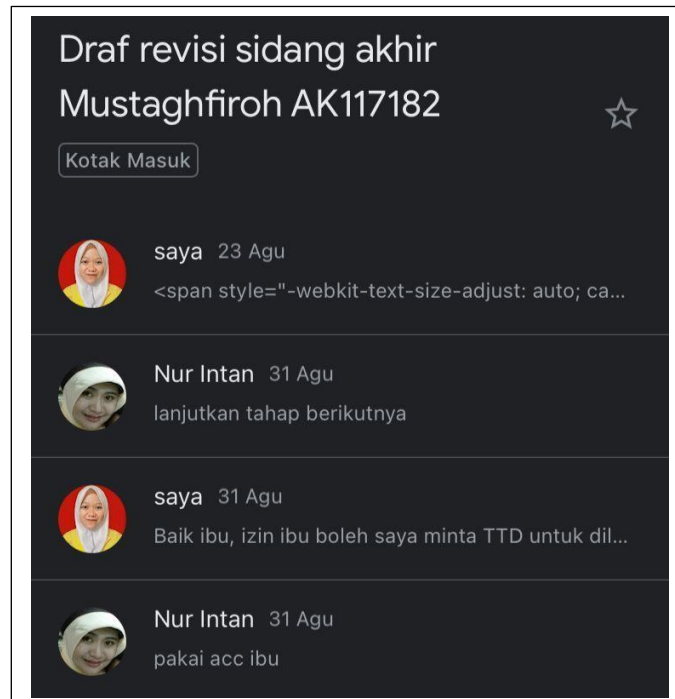 Draf revisi sidang akhir
Mustaghfiroh AK117182
Kotak Masuk
saya 23 Agu
<span style="-webkit-text-size-adjust: auto; ca...
Nur Intan 31 Agu
lanjutkan tahap berikutnya
saya 31 Agu
Baik ibu, izin ibu boleh saya minta TTD untuk dil...
Nur Intan 31 Agu
pakai acc ibu